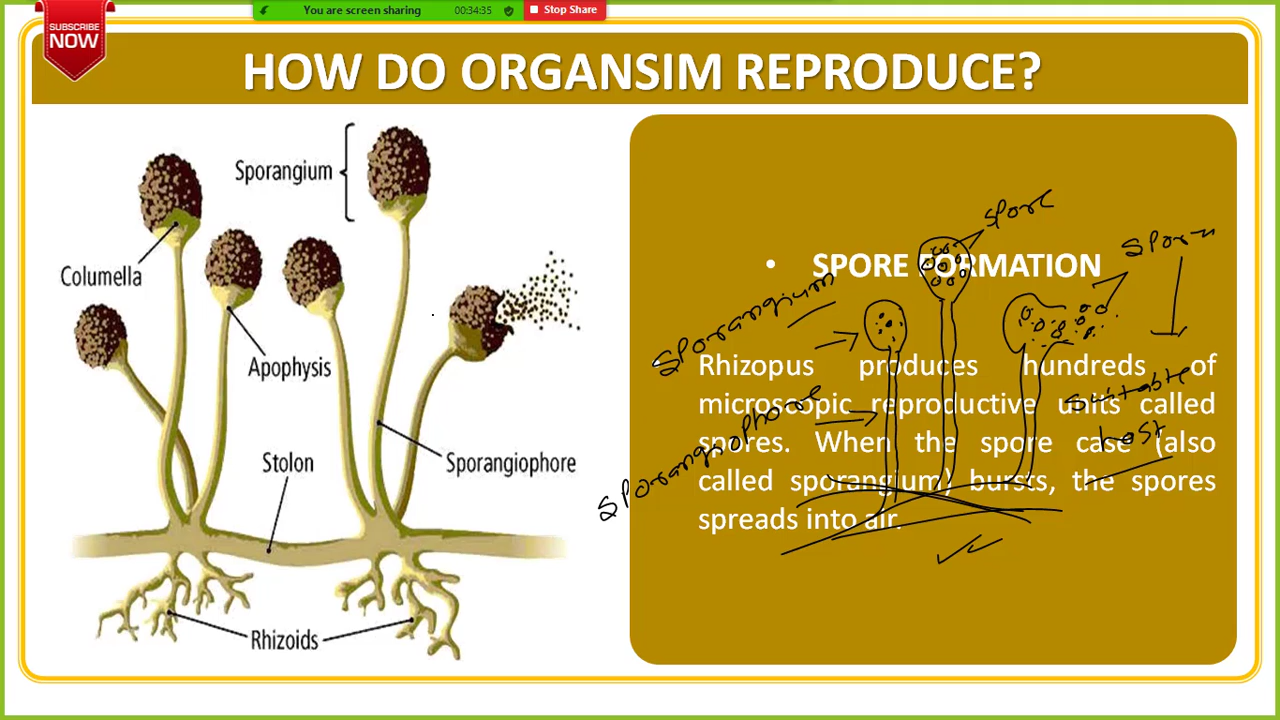 You are screen sharing
00:34:35
Stop Share
SUBSCRIBE
NOW
HOW DO ORGANSIM REPRODUCE?
Sporangium
Columella
Apophysis
Stolon
Sporangiophore
Rhizoids
• SPORE FORMATION
• Rhizopus produces hundreds of
microscopic reproductive units called
spores. When the spore case (also
called sporangium) bursts, the spores
spreads into air.
spore
spores
sporangium
sporangiophore
suitable
host